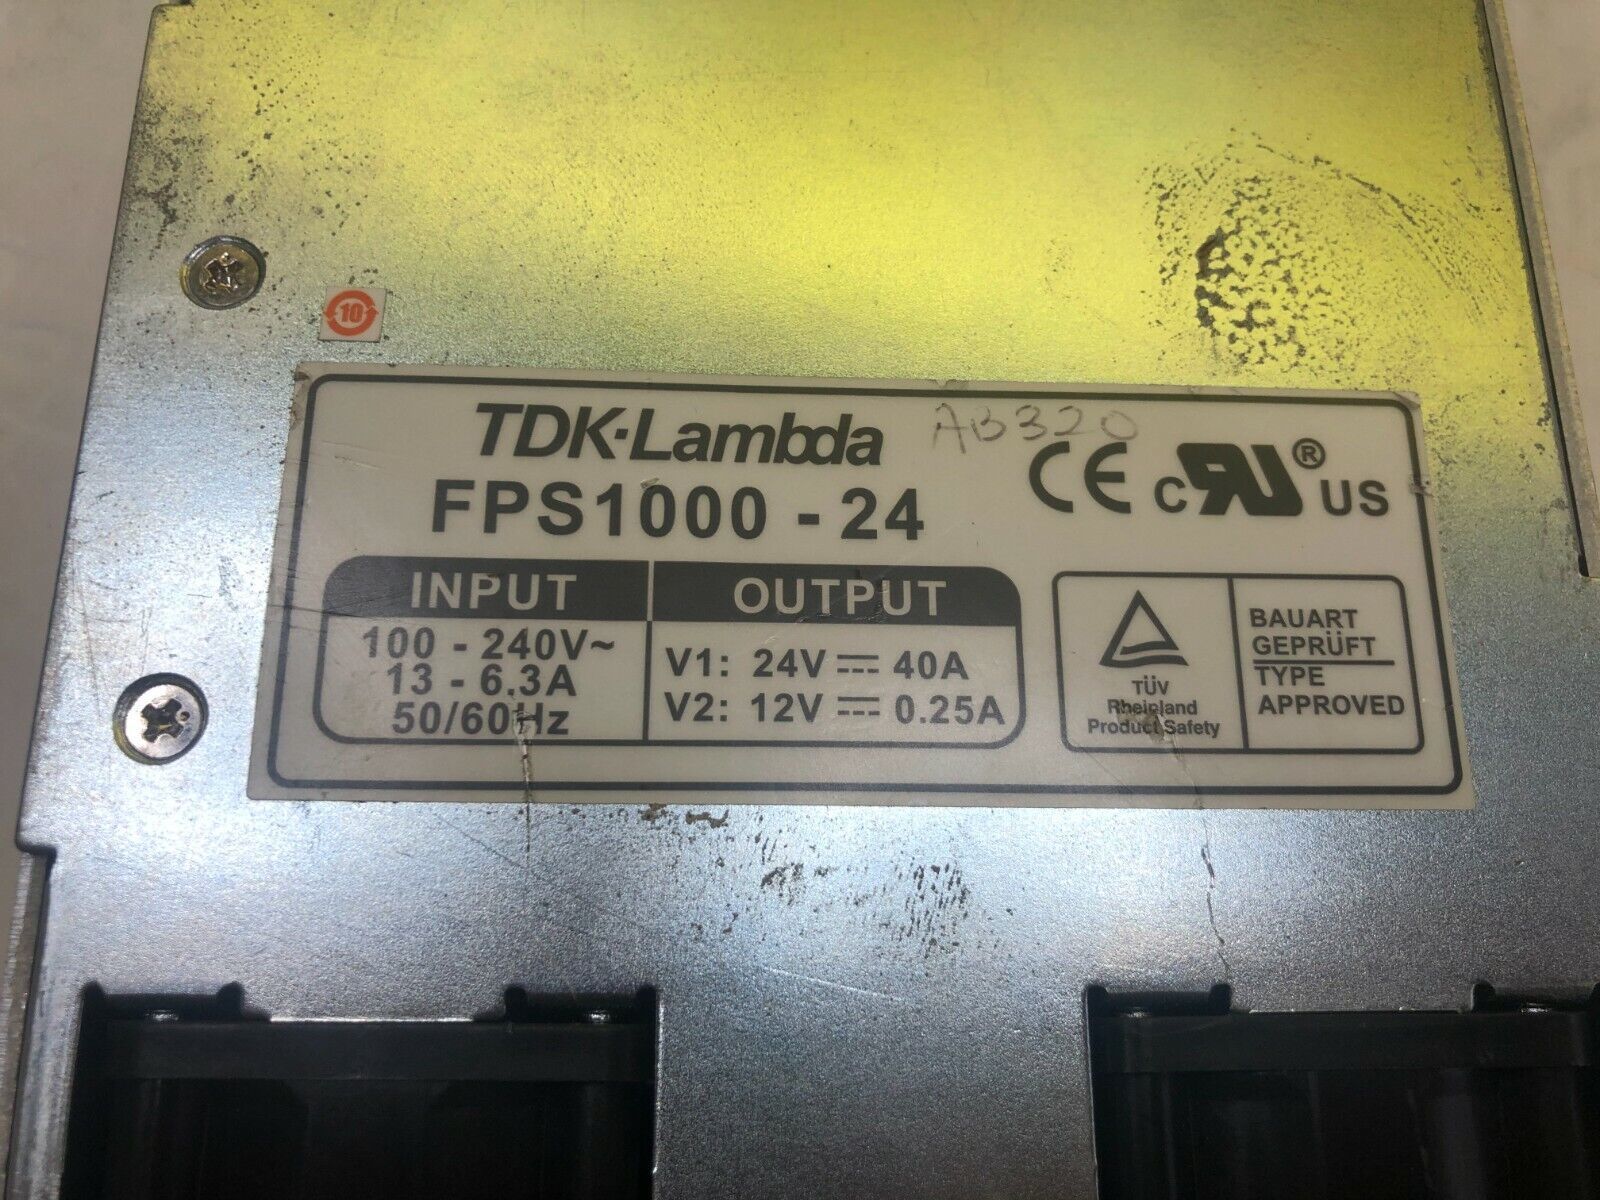 10
TDK·Lambda
AB320
FPS1000 - 24
CE
c RU ® US
INPUT
100 - 240V~
13 - 6.3A
50/60Hz
OUTPUT
V1: 24V ⎓ 40A
V2: 12V ⎓ 0.25A
TÜV
Rheinland
Product Safety
BAUART
GEPRÜFT
TYPE
APPROVED